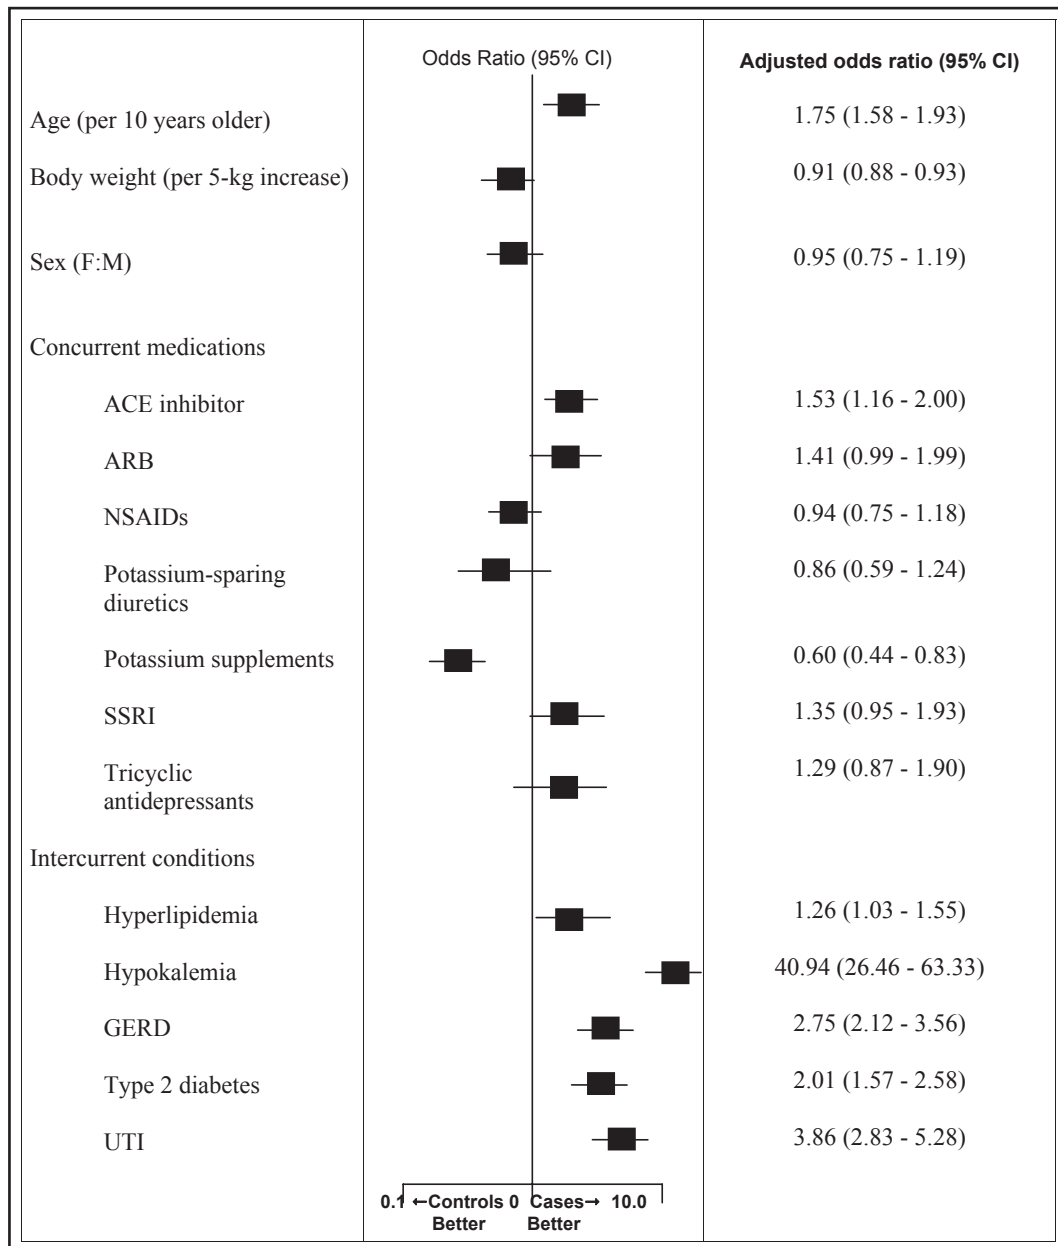 Odds Ratio (95% CI)
Adjusted odds ratio (95% CI)
Age (per 10 years older)
1.75 (1.58 - 1.93)
Body weight (per 5-kg increase)
0.91 (0.88 - 0.93)
Sex (F:M)
0.95 (0.75 - 1.19)
Concurrent medications
ACE inhibitor
1.53 (1.16 - 2.00)
ARB
1.41 (0.99 - 1.99)
NSAIDs
0.94 (0.75 - 1.18)
Potassium-sparing
diuretics
0.86 (0.59 - 1.24)
Potassium supplements
0.60 (0.44 - 0.83)
SSRI
1.35 (0.95 - 1.93)
Tricyclic
antidepressants
1.29 (0.87 - 1.90)
Intercurrent conditions
Hyperlipidemia
1.26 (1.03 - 1.55)
Hypokalemia
40.94 (26.46 - 63.33)
GERD
2.75 (2.12 - 3.56)
Type 2 diabetes
2.01 (1.57 - 2.58)
UTI
3.86 (2.83 - 5.28)
0.1 ←Controls 0 Cases→ 10.0
Better Better